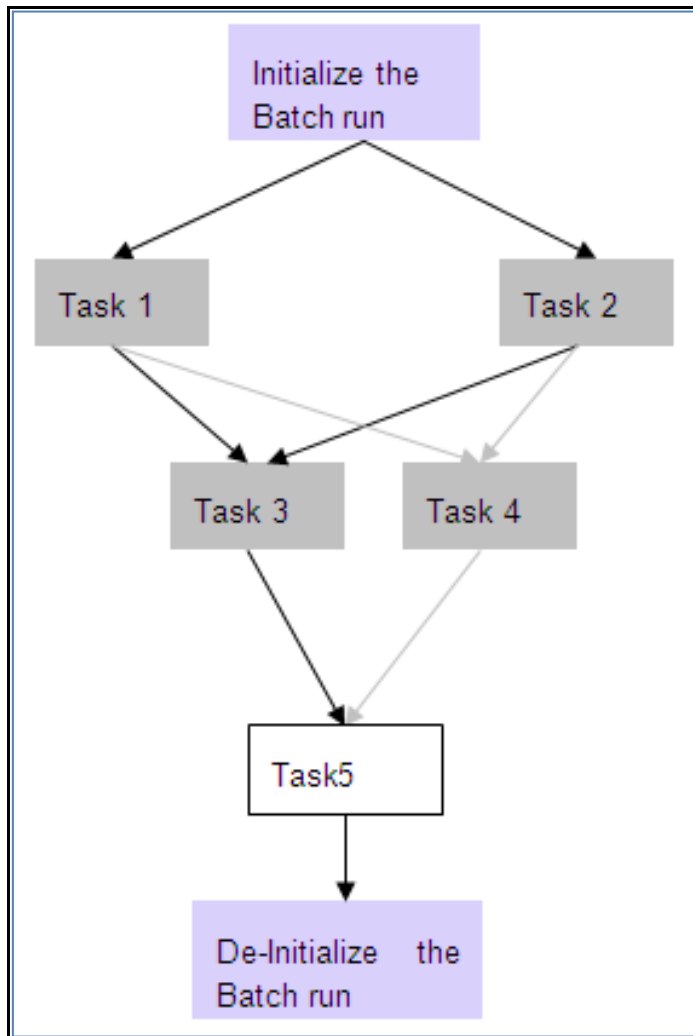 Initialize the
Batch run
Task 1
Task 2
Task 3
Task 4
Task5
De-Initialize the
Batch run